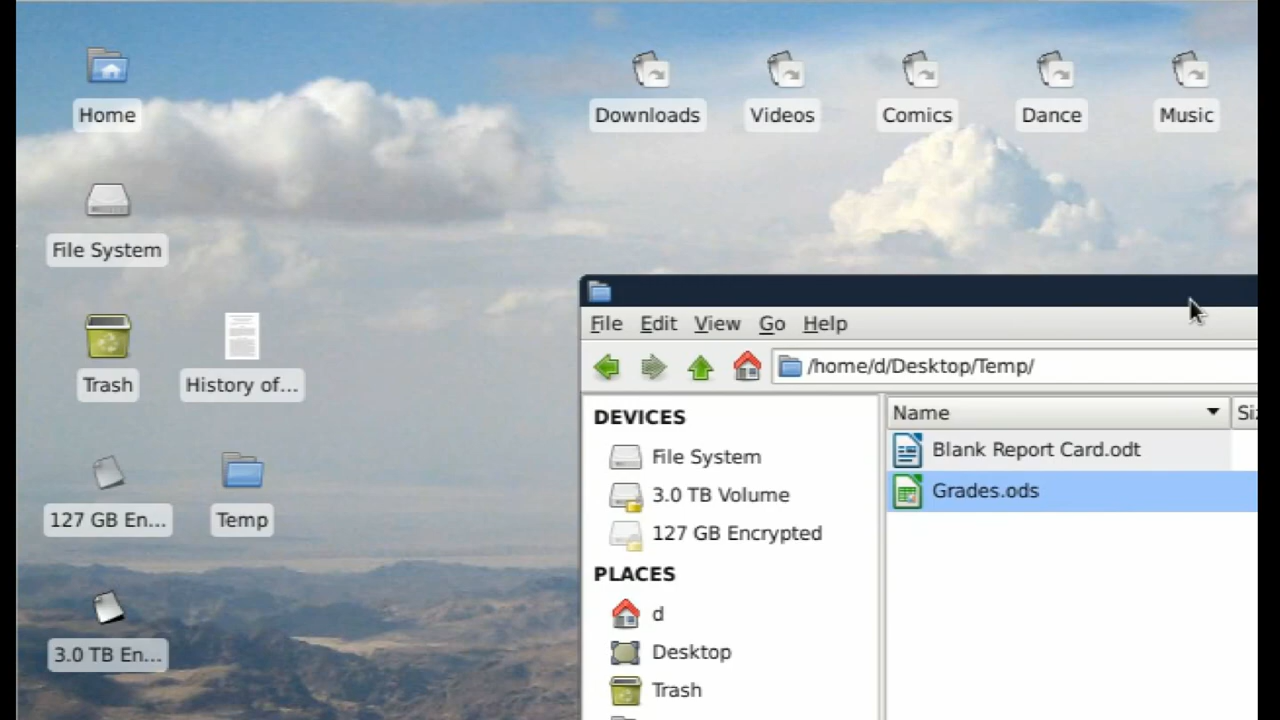 Home
Downloads
Videos
Comics
Dance
Music
File System
Trash
History of...
127 GB En...
Temp
3.0 TB En...
File Edit View Go Help
/home/d/Desktop/Temp/
DEVICES
File System
3.0 TB Volume
127 GB Encrypted
PLACES
d
Desktop
Trash
Name
Blank Report Card.odt
Grades.ods